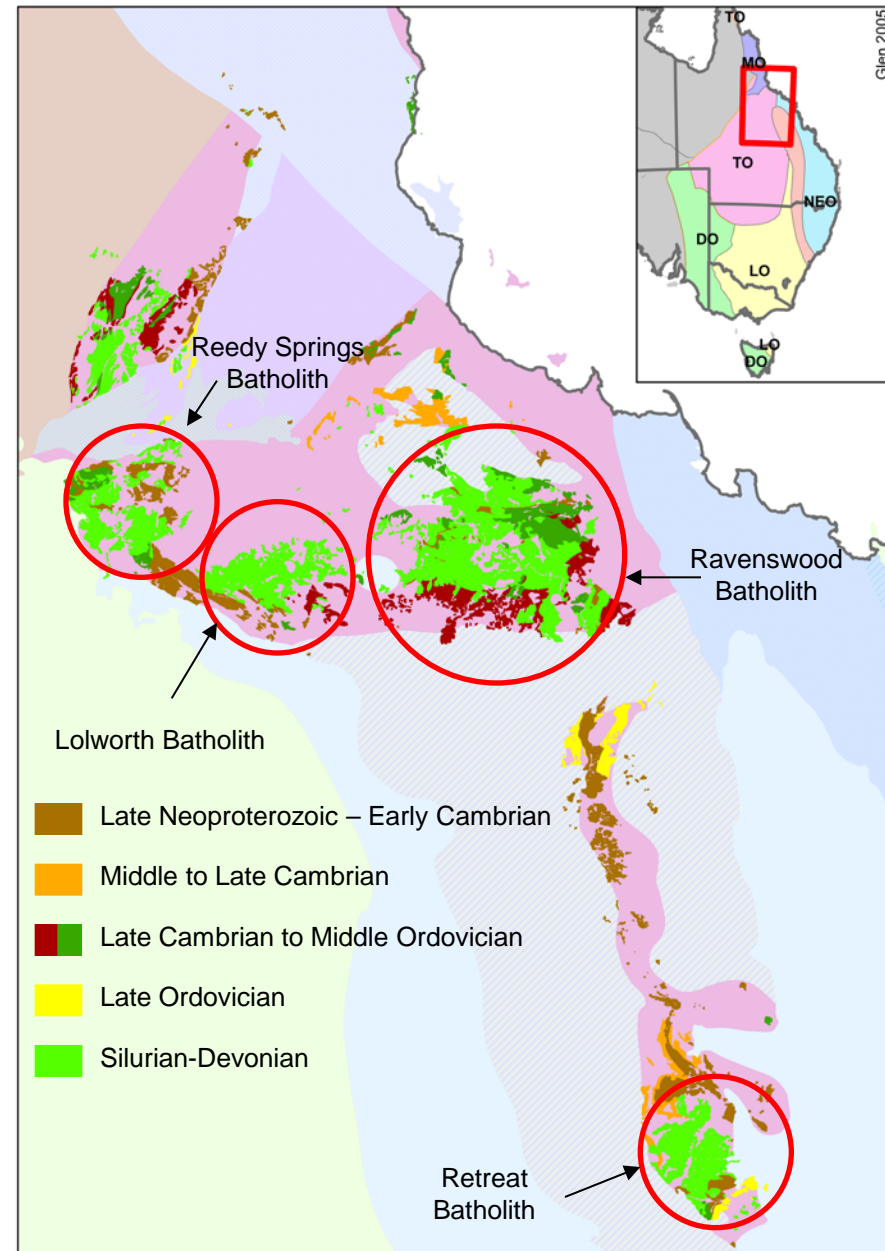 TO
MO
TO
NEO
DO
LO
LO
DO
Glen 2005
Reedy Springs
Batholith
Ravenswood
Batholith
Lolworth Batholith
Late Neoproterozoic – Early Cambrian
Middle to Late Cambrian
Late Cambrian to Middle Ordovician
Late Ordovician
Silurian-Devonian
Retreat
Batholith